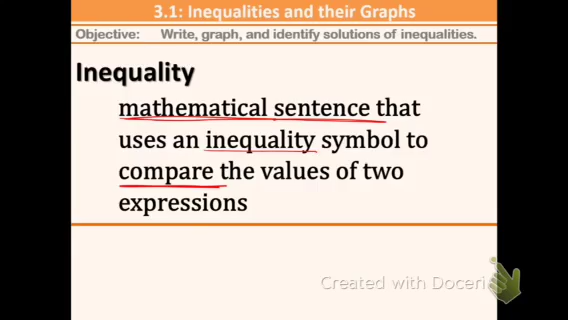 3.1: Inequalities and their Graphs
Objective: Write, graph, and identify solutions of inequalities.
Inequality
mathematical sentence that
uses an inequality symbol to
compare the values of two
expressions
Created with Doceri